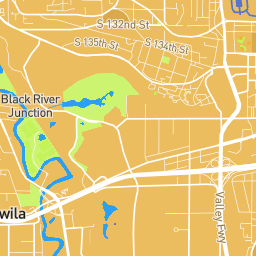 S 132nd St
S 135th St
S 134th St
Black River
Junction
wila
Valley Fwy